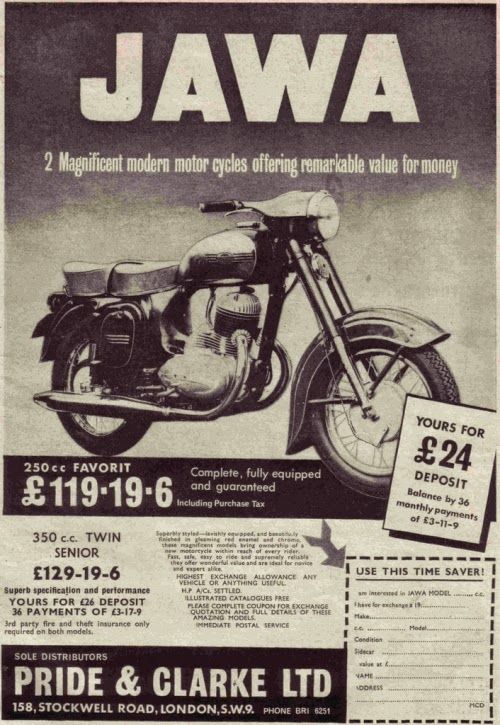 JAWA
2 Magnificent modern motor cycles offering remarkable value for money
YOURS FOR
£24
DEPOSIT
Balance by 36
monthly payments
of £3-11-9
250cc FAVORIT
£119·19·6
Complete, fully equipped
and guaranteed
Including Purchase Tax
350 c.c. TWIN
SENIOR
£129-19-6
Superb specification and performance
YOURS FOR £26 DEPOSIT
36 PAYMENTS OF £3-17-9
3rd party fire and theft insurance only
required on both models.
Superbly styled—lavishly equipped, and beautifully
finished in gleaming red enamel and chrome,
these magnificent models bring ownership of a
new motorcycle within reach of every rider.
Fast, safe, easy to ride and supremely reliable
they offer wonderful value and are ideal for novice
and expert alike.
HIGHEST EXCHANGE ALLOWANCE ANY
VEHICLE OR ANYTHING USEFUL.
H.P A/Cs. SETTLED.
ILLUSTRATED CATALOGUES FREE
PLEASE COMPLETE COUPON FOR EXCHANGE
QUOTATION AND FULL DETAILS OF THESE
AMAZING MODELS.
IMMEDIATE POSTAL SERVICE
USE THIS TIME SAVER!
am interested in JAWA MODEL ........ c.c.
I have for exchange a 19
Make
c.c. ........ Model
Condition
Sidecar
value at £
NAME
ADDRESS
MCD
SOLE DISTRIBUTORS
PRIDE & CLARKE LTD
158, STOCKWELL ROAD, LONDON, S.W.9. PHONE BRI 6251